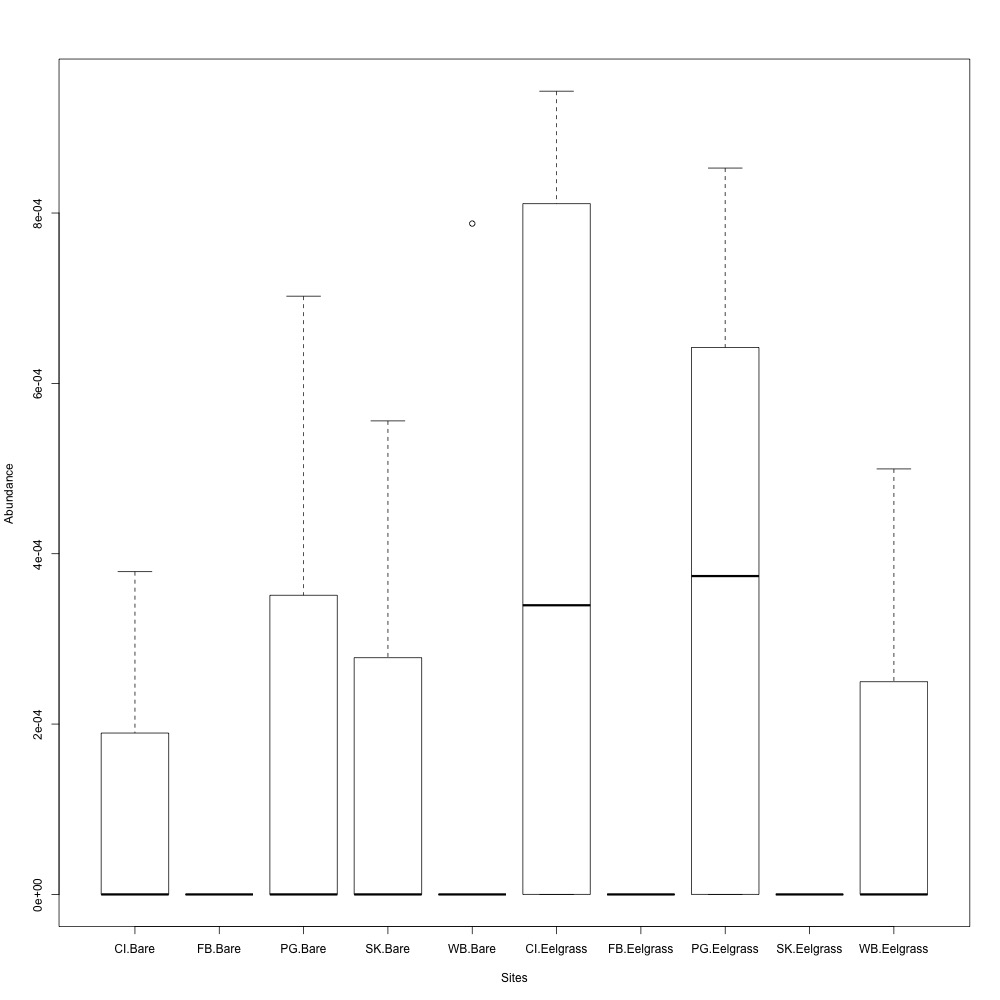 Abundance
8e-04
6e-04
4e-04
2e-04
0e+00
CI.Bare FB.Bare PG.Bare SK.Bare WB.Bare CI.Eelgrass FB.Eelgrass PG.Eelgrass SK.Eelgrass WB.Eelgrass
Sites